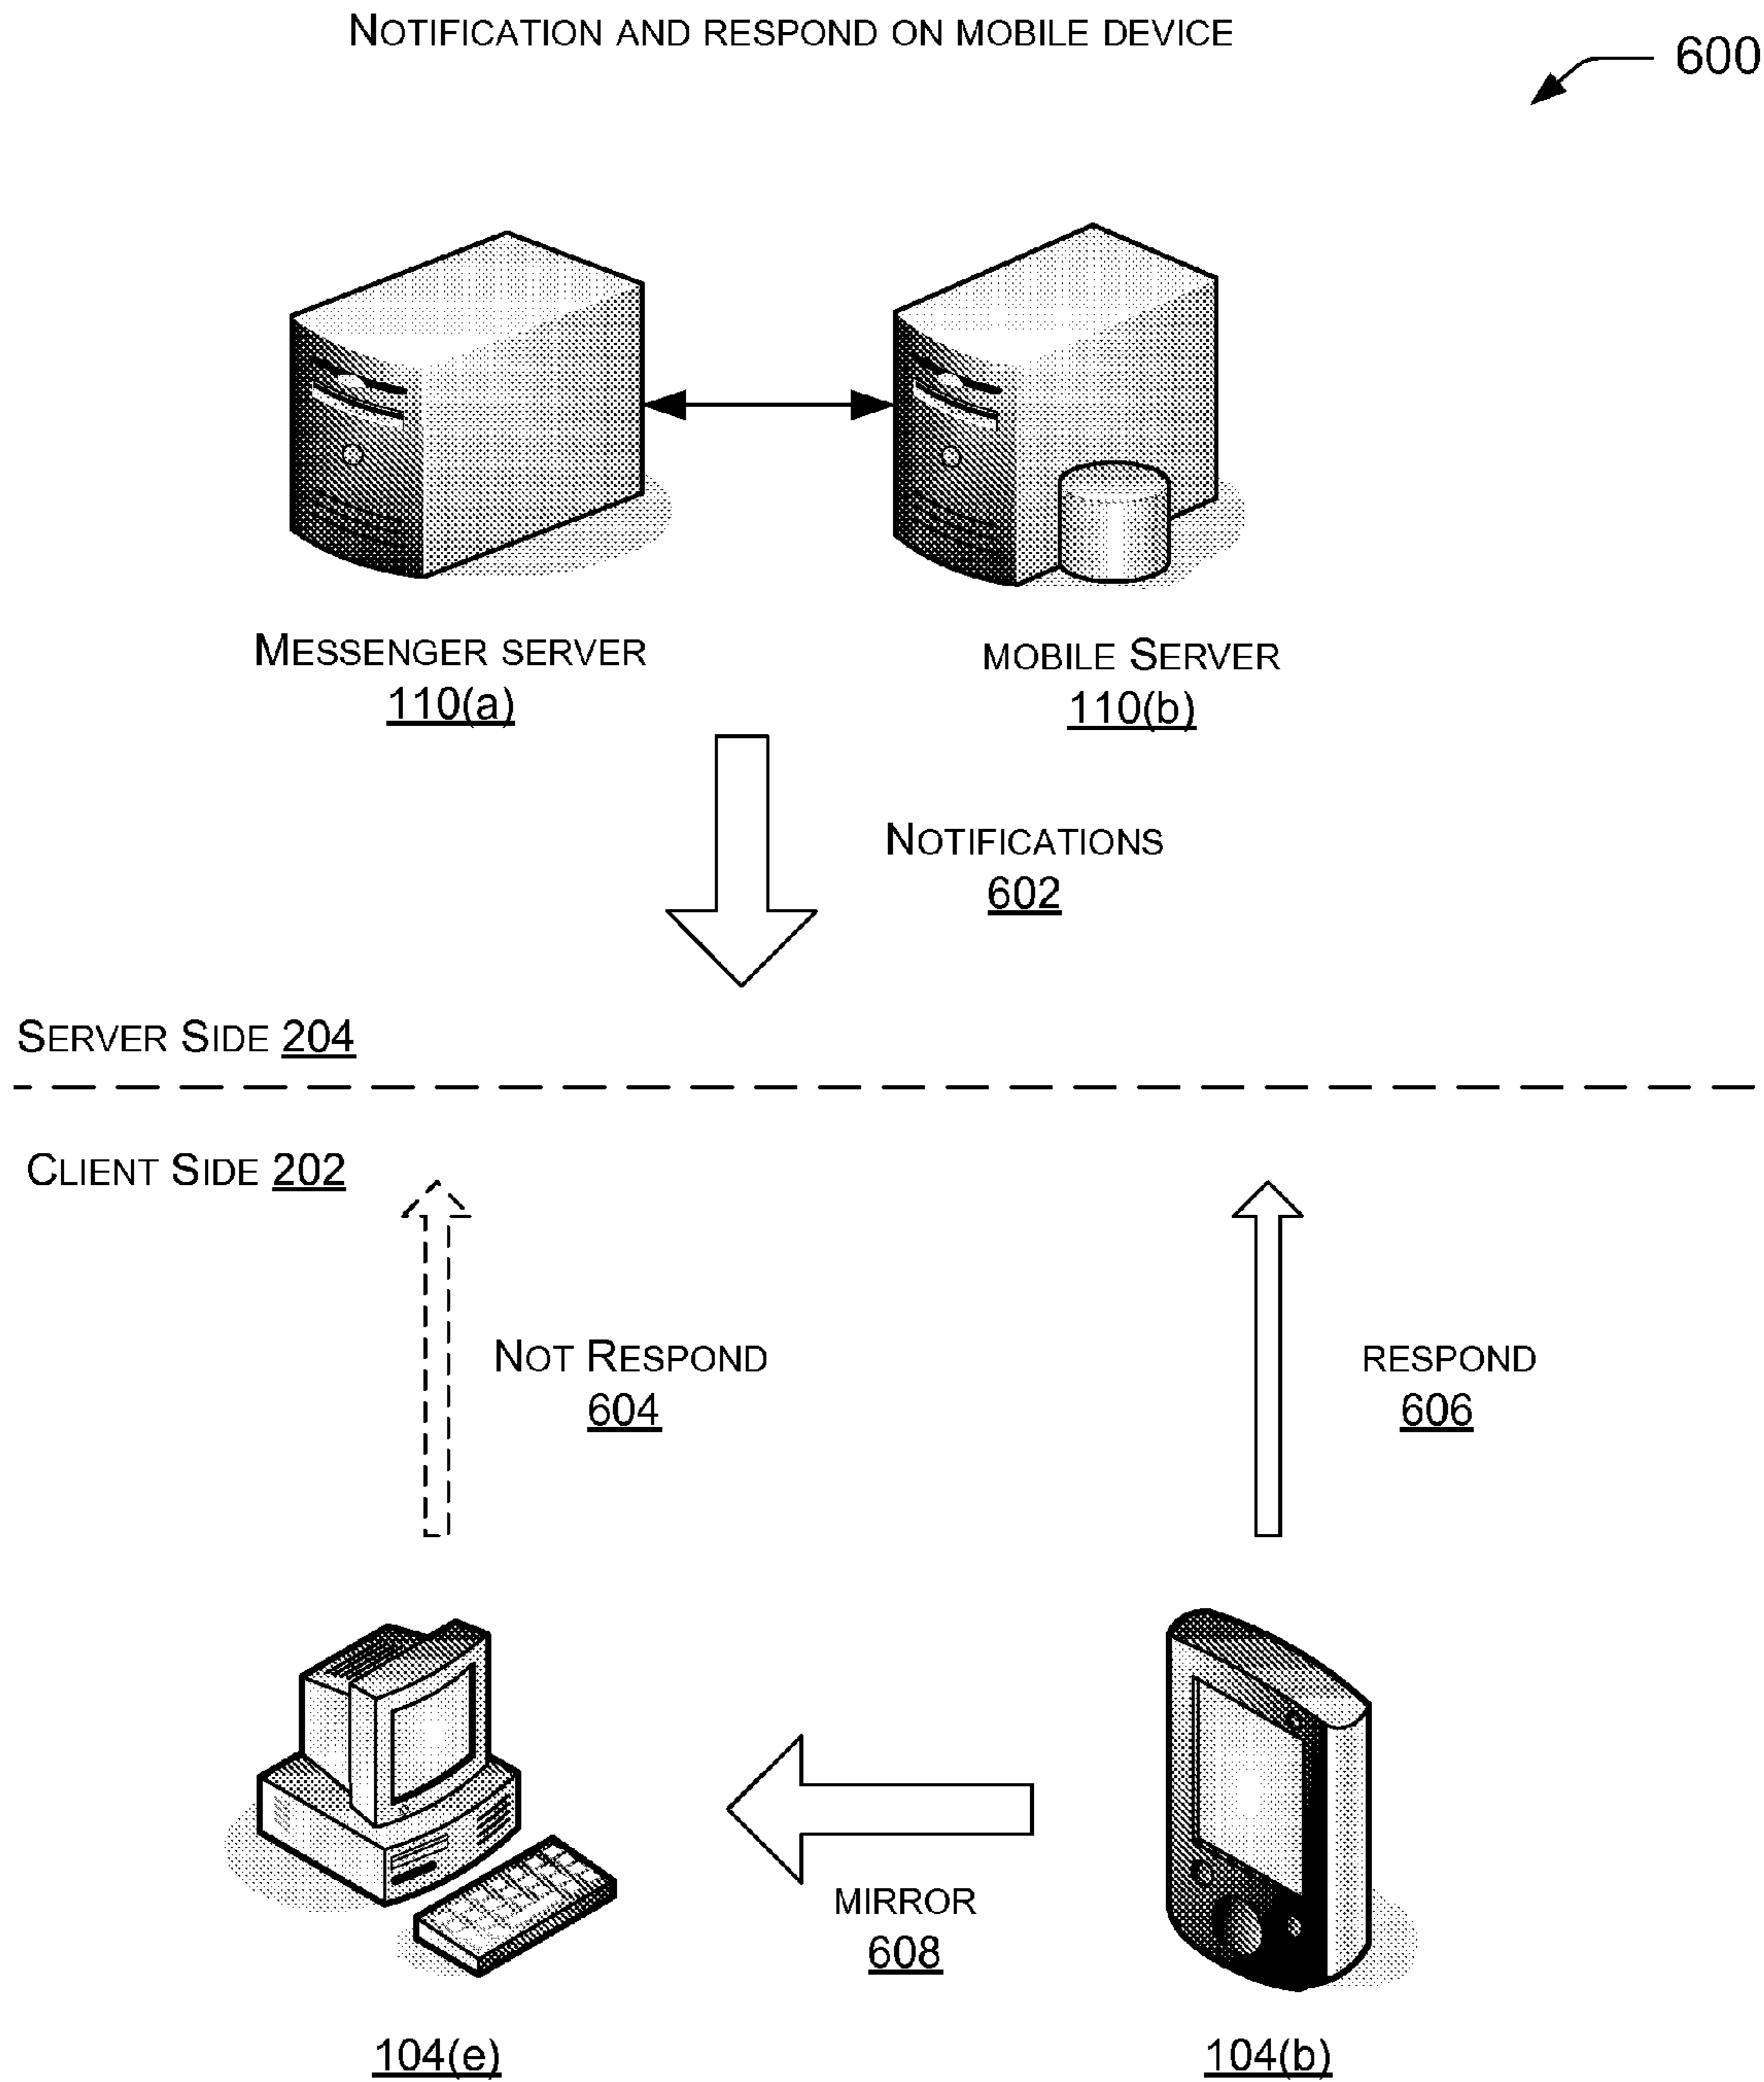 NOTIFICATION AND RESPOND ON MOBILE DEVICE
600
MESSENGER SERVER
110(a)
MOBILE SERVER
110(b)
NOTIFICATIONS
602
SERVER SIDE 204
CLIENT SIDE 202
NOT RESPOND
604
RESPOND
606
MIRROR
608
104(e)
104(b)